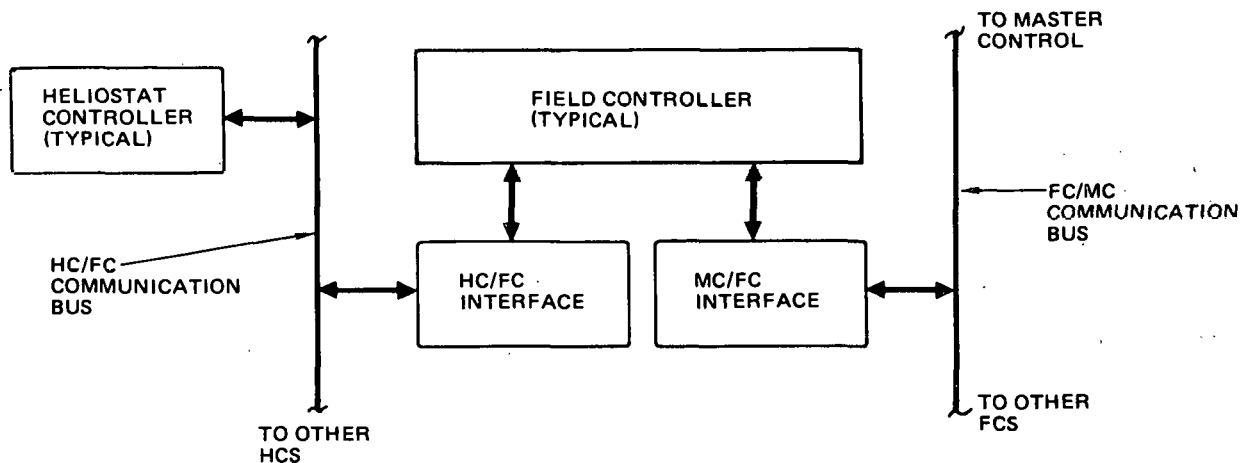 HELIOSTAT
CONTROLLER
(TYPICAL)
HC/FC
COMMUNICATION
BUS
TO OTHER
HCS
FIELD CONTROLLER
(TYPICAL)
HC/FC
INTERFACE
MC/FC
INTERFACE
TO MASTER
CONTROL
FC/MC
COMMUNICATION
BUS
TO OTHER
FCS